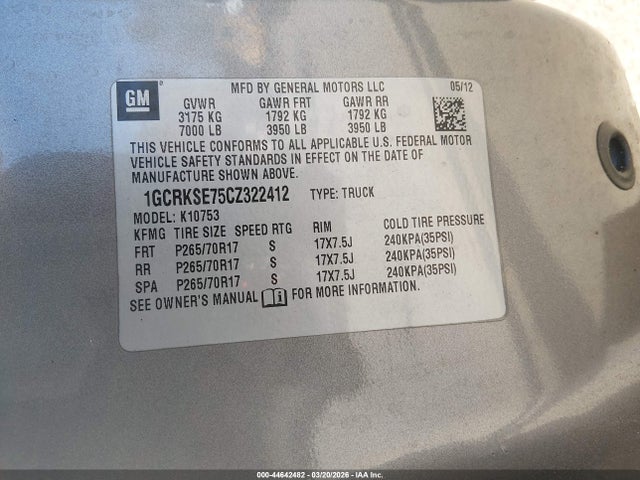 GM
MFD BY GENERAL MOTORS LLC 05/12
GVWR GAWR FRT GAWR RR
3175 KG 1792 KG 1792 KG
7000 LB 3950 LB 3950 LB
THIS VEHICLE CONFORMS TO ALL APPLICABLE U.S. FEDERAL MOTOR
VEHICLE SAFETY STANDARDS IN EFFECT ON THE DATE OF
MANUFACTURE SHOWN ABOVE.
1GCRKSE75CZ322412 TYPE: TRUCK
MODEL: K10753
KFMG TIRE SIZE SPEED RTG RIM COLD TIRE PRESSURE
FRT P265/70R17 S 17X7.5J 240KPA(35PSI)
RR P265/70R17 S 17X7.5J 240KPA(35PSI)
SPA P265/70R17 S 17X7.5J 240KPA(35PSI)
SEE OWNER'S MANUAL FOR MORE INFORMATION.
000-44642482 | 03/20/2026 - IAA Inc.